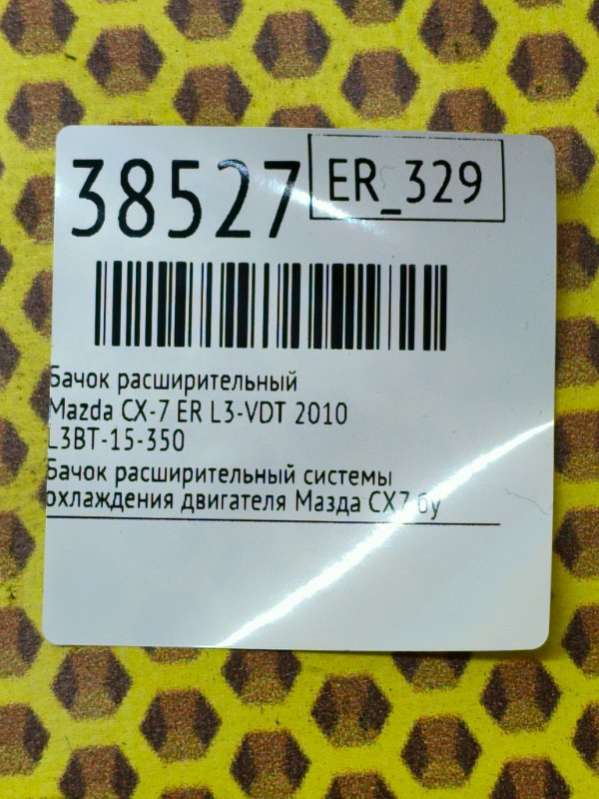 38527
ER_329
Бачок расширительный
Mazda CX-7 ER L3-VDT 2010
L3BT-15-350
Бачок расширительный системы
охлаждения двигателя Мазда СХ7 бу